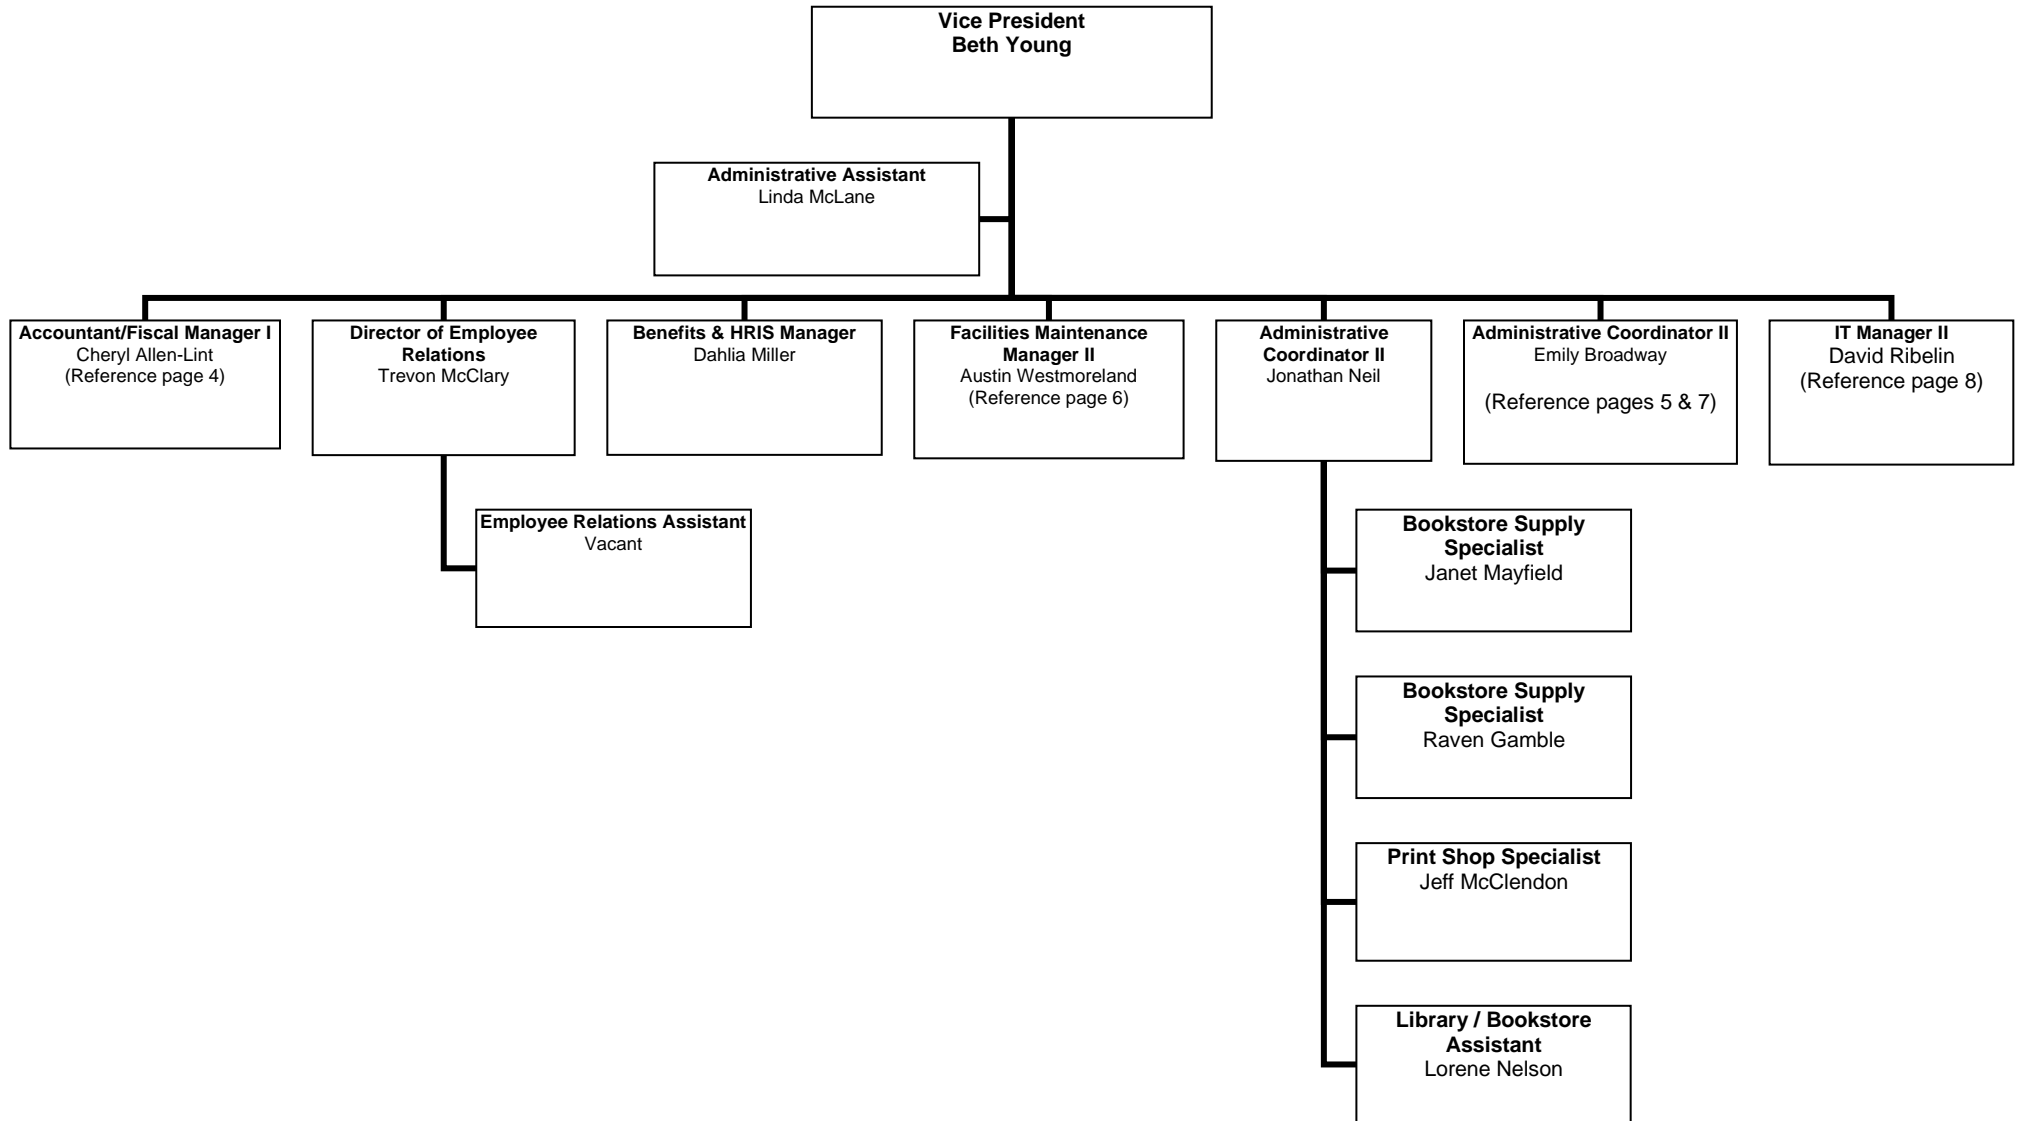 Vice President
Beth Young
Administrative Assistant
Linda McLane
Accountant/Fiscal Manager I
Cheryl Allen-Lint
(Reference page 4)
Director of Employee
Relations
Trevon McClary
Benefits & HRIS Manager
Dahlia Miller
Facilities Maintenance
Manager II
Austin Westmoreland
(Reference page 6)
Administrative
Coordinator II
Jonathan Neil
Administrative Coordinator II
Emily Broadway
(Reference pages 5 & 7)
IT Manager II
David Ribelin
(Reference page 8)
Employee Relations Assistant
Vacant
Bookstore Supply
Specialist
Janet Mayfield
Bookstore Supply
Specialist
Raven Gamble
Print Shop Specialist
Jeff McClendon
Library / Bookstore
Assistant
Lorene Nelson